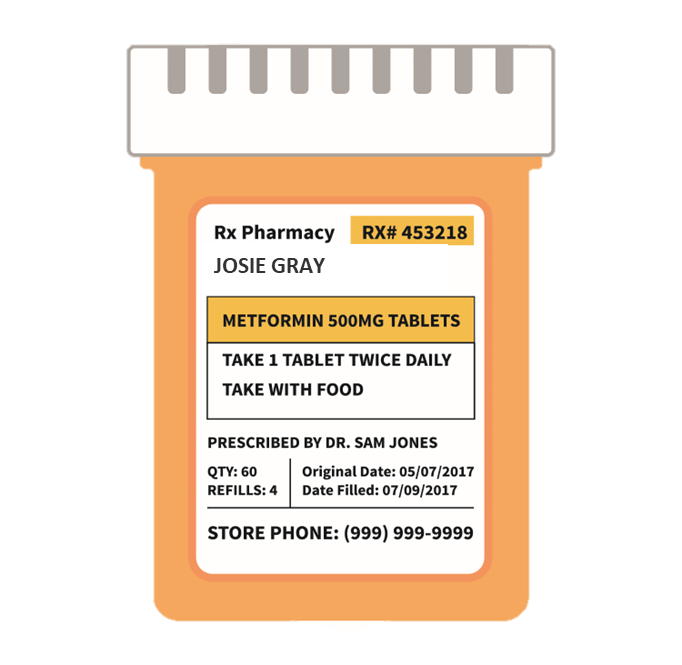 Rx Pharmacy RX# 453218
JOSIE GRAY
METFORMIN 500MG TABLETS
TAKE 1 TABLET TWICE DAILY
TAKE WITH FOOD
PRESCRIBED BY DR. SAM JONES
QTY: 60 Original Date: 05/07/2017
REFILLS: 4 Date Filled: 07/09/2017
STORE PHONE: (999) 999-9999